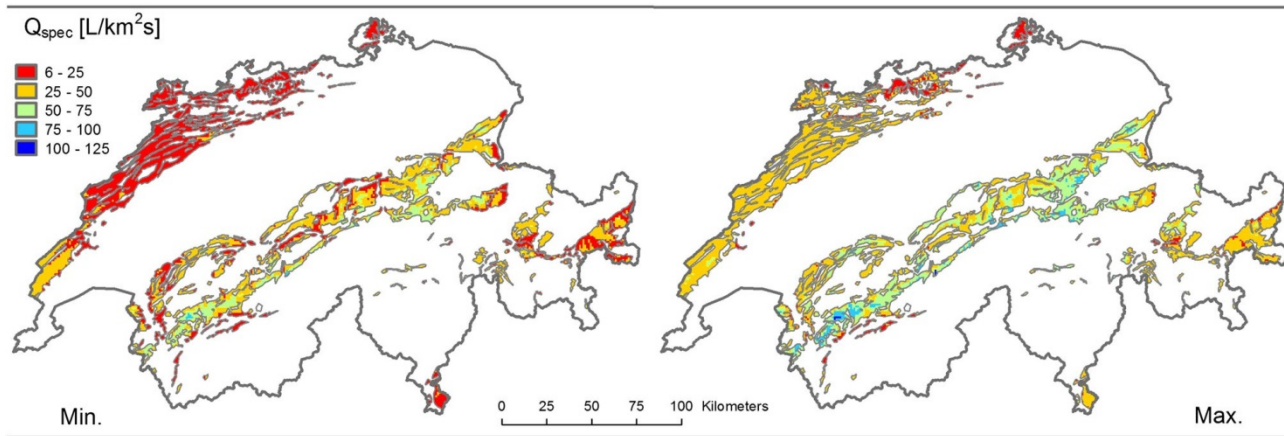 Qspec [L/km²s]
6 - 25
25 - 50
50 - 75
75 - 100
100 - 125
Min.
0 25 50 75 100 Kilometers
Max.